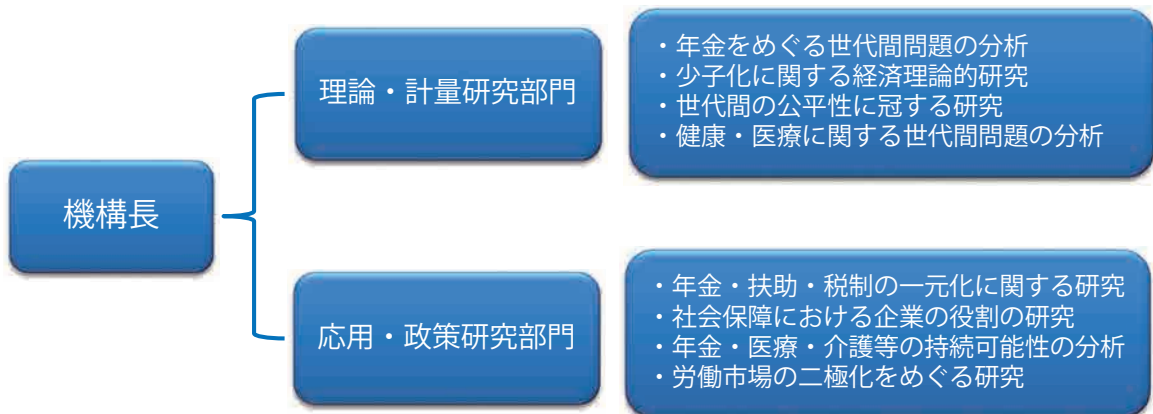 機構長
理論・計量研究部門
・年金をめぐる世代間問題の分析
・少子化に関する経済理論的研究
・世代間の公平性に冠する研究
・健康・医療に関する世代間問題の分析
応用・政策研究部門
・年金・扶助・税制の一元化に関する研究
・社会保障における企業の役割の研究
・年金・医療・介護等の持続可能性の分析
・労働市場の二極化をめぐる研究